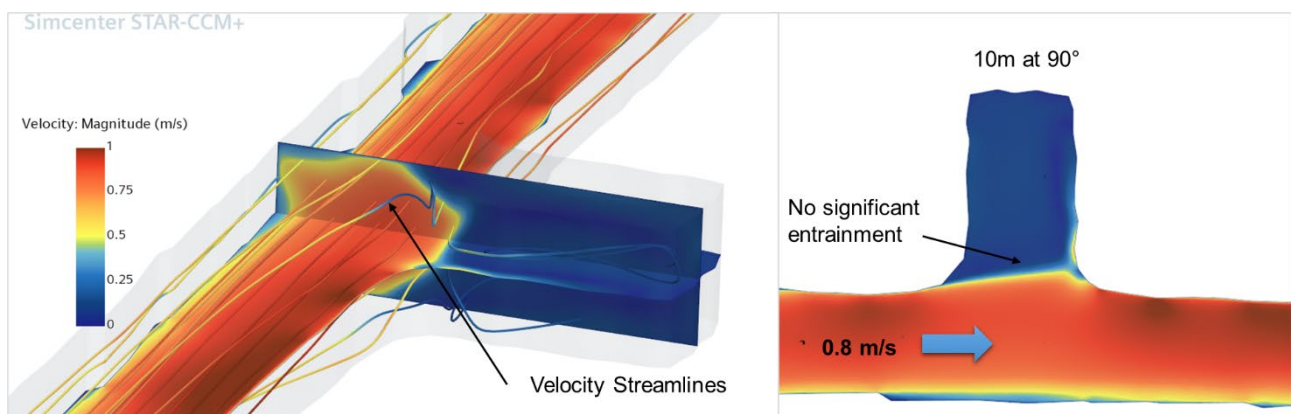 Simcenter STAR-CCM+
Velocity: Magnitude (m/s)
1
0.75
0.5
0.25
0
Velocity Streamlines
10m at 90°
No significant
entrainment
0.8 m/s